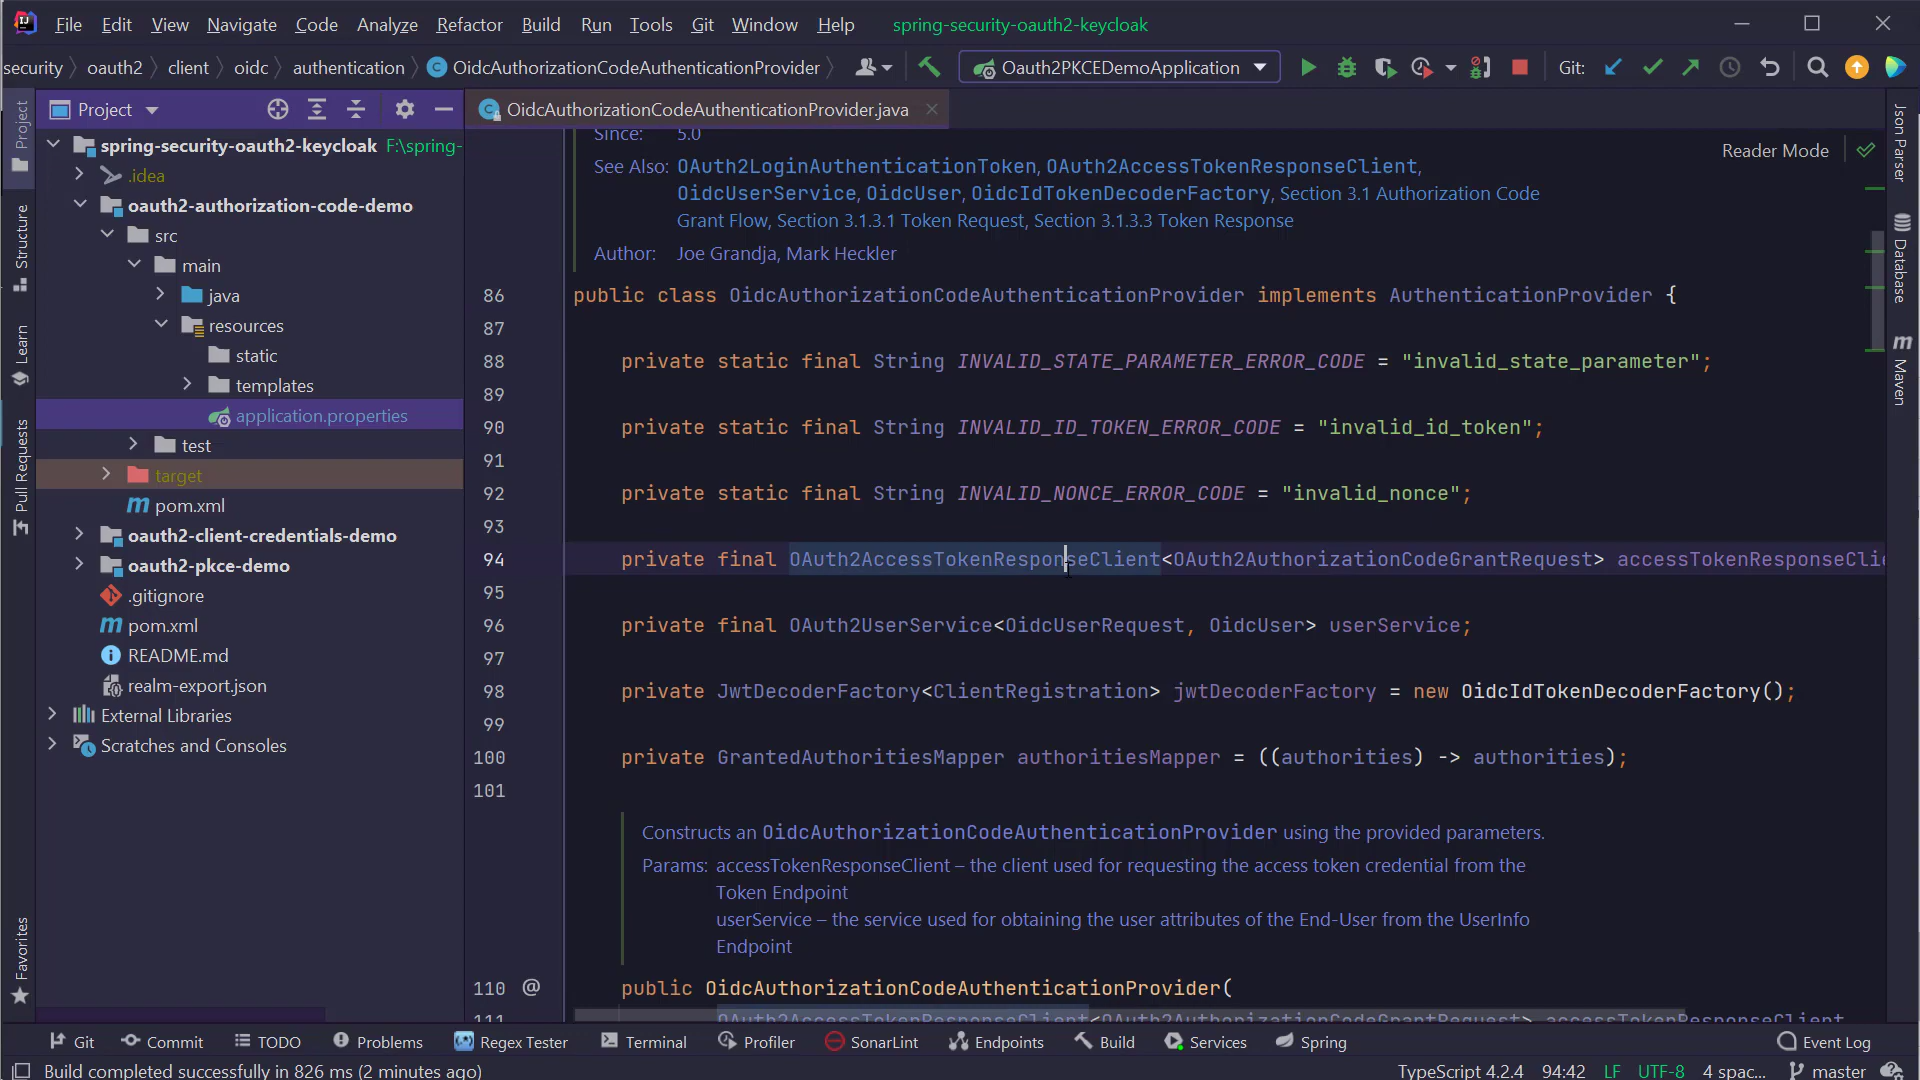 File Edit View Navigate Code Analyze Refactor Build Run Tools Git Window Help spring-security-oauth2-keycloak
security oauth2 client oidc authentication OidcAuthorizationCodeAuthenticationProvider Oauth2PKCEDemoApplication Git:
Project OidcAuthorizationCodeAuthenticationProvider.java
Project
Structure
Learn
Pull Requests
Favorites
spring-security-oauth2-keycloak F:\spring-
.idea
oauth2-authorization-code-demo
src
main
java
resources
static
templates
application.properties
test
target
pom.xml
oauth2-client-credentials-demo
oauth2-pkce-demo
.gitignore
pom.xml
README.md
realm-export.json
External Libraries
Scratches and Consoles
Since: 5.0
Reader Mode
See Also: OAuth2LoginAuthenticationToken, OAuth2AccessTokenResponseClient,
OidcUserService, OidcUser, OidcIdTokenDecoderFactory, Section 3.1 Authorization Code
Grant Flow, Section 3.1.3.1 Token Request, Section 3.1.3.3 Token Response
Author: Joe Grandja, Mark Heckler
86 public class OidcAuthorizationCodeAuthenticationProvider implements AuthenticationProvider {
87
88 private static final String INVALID_STATE_PARAMETER_ERROR_CODE = "invalid_state_parameter";
89
90 private static final String INVALID_ID_TOKEN_ERROR_CODE = "invalid_id_token";
91
92 private static final String INVALID_NONCE_ERROR_CODE = "invalid_nonce";
93
94 private final OAuth2AccessTokenResponseClient<OAuth2AuthorizationCodeGrantRequest> accessTokenResponseClie
95
96 private final OAuth2UserService<OidcUserRequest, OidcUser> userService;
97
98 private JwtDecoderFactory<ClientRegistration> jwtDecoderFactory = new OidcIdTokenDecoderFactory();
99
100 private GrantedAuthoritiesMapper authoritiesMapper = ((authorities) -> authorities);
101
Constructs an OidcAuthorizationCodeAuthenticationProvider using the provided parameters.
Params: accessTokenResponseClient – the client used for requesting the access token credential from the
Token Endpoint
userService – the service used for obtaining the user attributes of the End-User from the UserInfo
Endpoint
110 @ public OidcAuthorizationCodeAuthenticationProvider(
111 OAuth2AccessTokenResponseClient<OAuth2AuthorizationCodeGrantRequest> accessTokenResponseClient
Json Parser
Database
m Maven
Git Commit TODO Problems Regex Tester Terminal Profiler SonarLint Endpoints Build Services Spring Event Log
Build completed successfully in 826 ms (2 minutes ago) TypeScript 4.2.4 94:42 LF UTF-8 4 spac... master